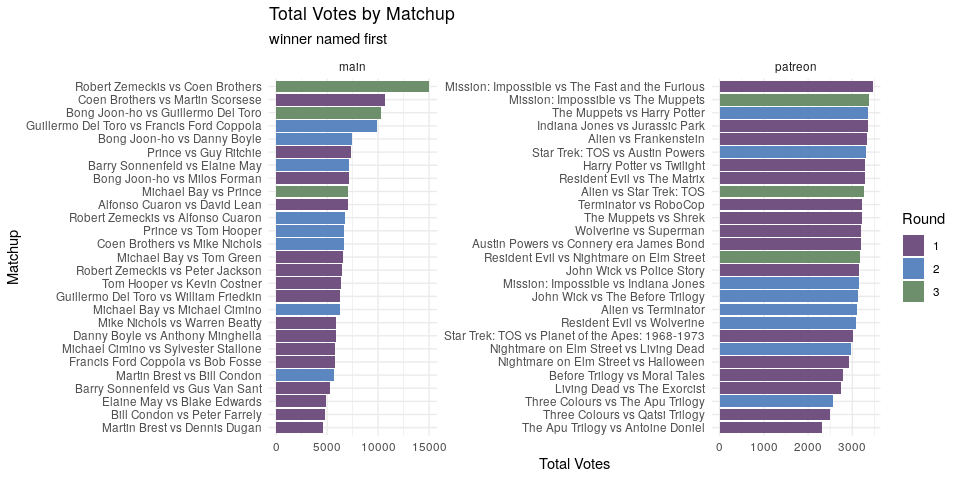 Total Votes by Matchup
winner named first
main
patreon
Matchup
Robert Zemeckis vs Coen Brothers
Coen Brothers vs Martin Scorsese
Bong Joon-ho vs Guillermo Del Toro
Guillermo Del Toro vs Francis Ford Coppola
Bong Joon-ho vs Danny Boyle
Prince vs Guy Ritchie
Barry Sonnenfeld vs Elaine May
Bong Joon-ho vs Milos Forman
Michael Bay vs Prince
Alfonso Cuaron vs David Lean
Robert Zemeckis vs Alfonso Cuaron
Prince vs Tom Hooper
Coen Brothers vs Mike Nichols
Michael Bay vs Tom Green
Robert Zemeckis vs Peter Jackson
Tom Hooper vs Kevin Costner
Guillermo Del Toro vs William Friedkin
Michael Bay vs Michael Cimino
Mike Nichols vs Warren Beatty
Danny Boyle vs Anthony Minghella
Michael Cimino vs Sylvester Stallone
Francis Ford Coppola vs Bob Fosse
Martin Brest vs Bill Condon
Barry Sonnenfeld vs Gus Van Sant
Elaine May vs Blake Edwards
Bill Condon vs Peter Farrely
Martin Brest vs Dennis Dugan
0 5000 10000 15000
Mission: Impossible vs The Fast and the Furious
Mission: Impossible vs The Muppets
The Muppets vs Harry Potter
Indiana Jones vs Jurassic Park
Alien vs Frankenstein
Star Trek: TOS vs Austin Powers
Harry Potter vs Twilight
Resident Evil vs The Matrix
Alien vs Star Trek: TOS
Terminator vs RoboCop
The Muppets vs Shrek
Wolverine vs Superman
Austin Powers vs Connery era James Bond
Resident Evil vs Nightmare on Elm Street
John Wick vs Police Story
Mission: Impossible vs Indiana Jones
John Wick vs The Before Trilogy
Alien vs Terminator
Resident Evil vs Wolverine
Star Trek: TOS vs Planet of the Apes: 1968-1973
Nightmare on Elm Street vs Living Dead
Nightmare on Elm Street vs Halloween
Before Trilogy vs Moral Tales
Living Dead vs The Exorcist
Three Colours vs The Apu Trilogy
Three Colours vs Qatsi Trilogy
The Apu Trilogy vs Antoine Doniel
0 1000 2000 3000
Total Votes
Round
1
2
3